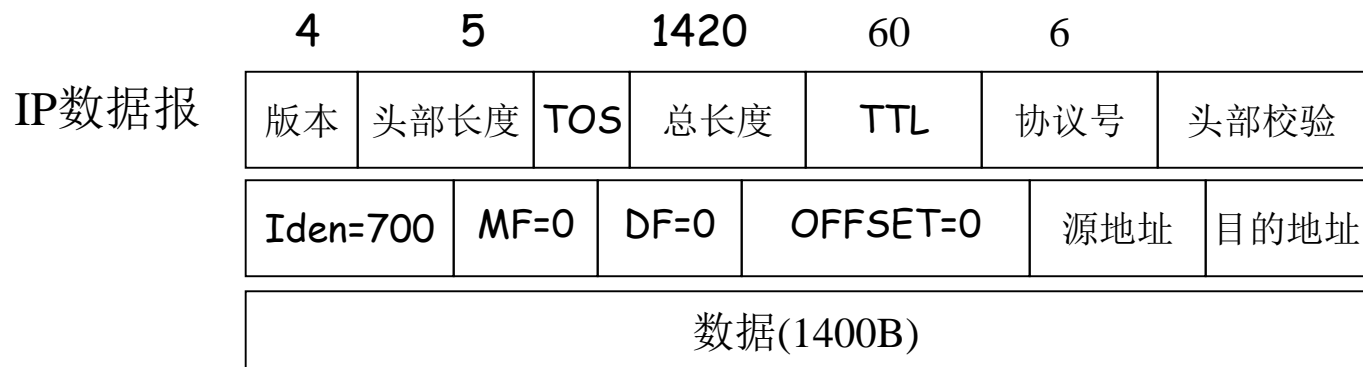 4 5 1420 60 6
IP数据报 版本 头部长度 TOS 总长度 TTL 协议号 头部校验
Iden=700 MF=0 DF=0 OFFSET=0 源地址 目的地址
数据(1400B)